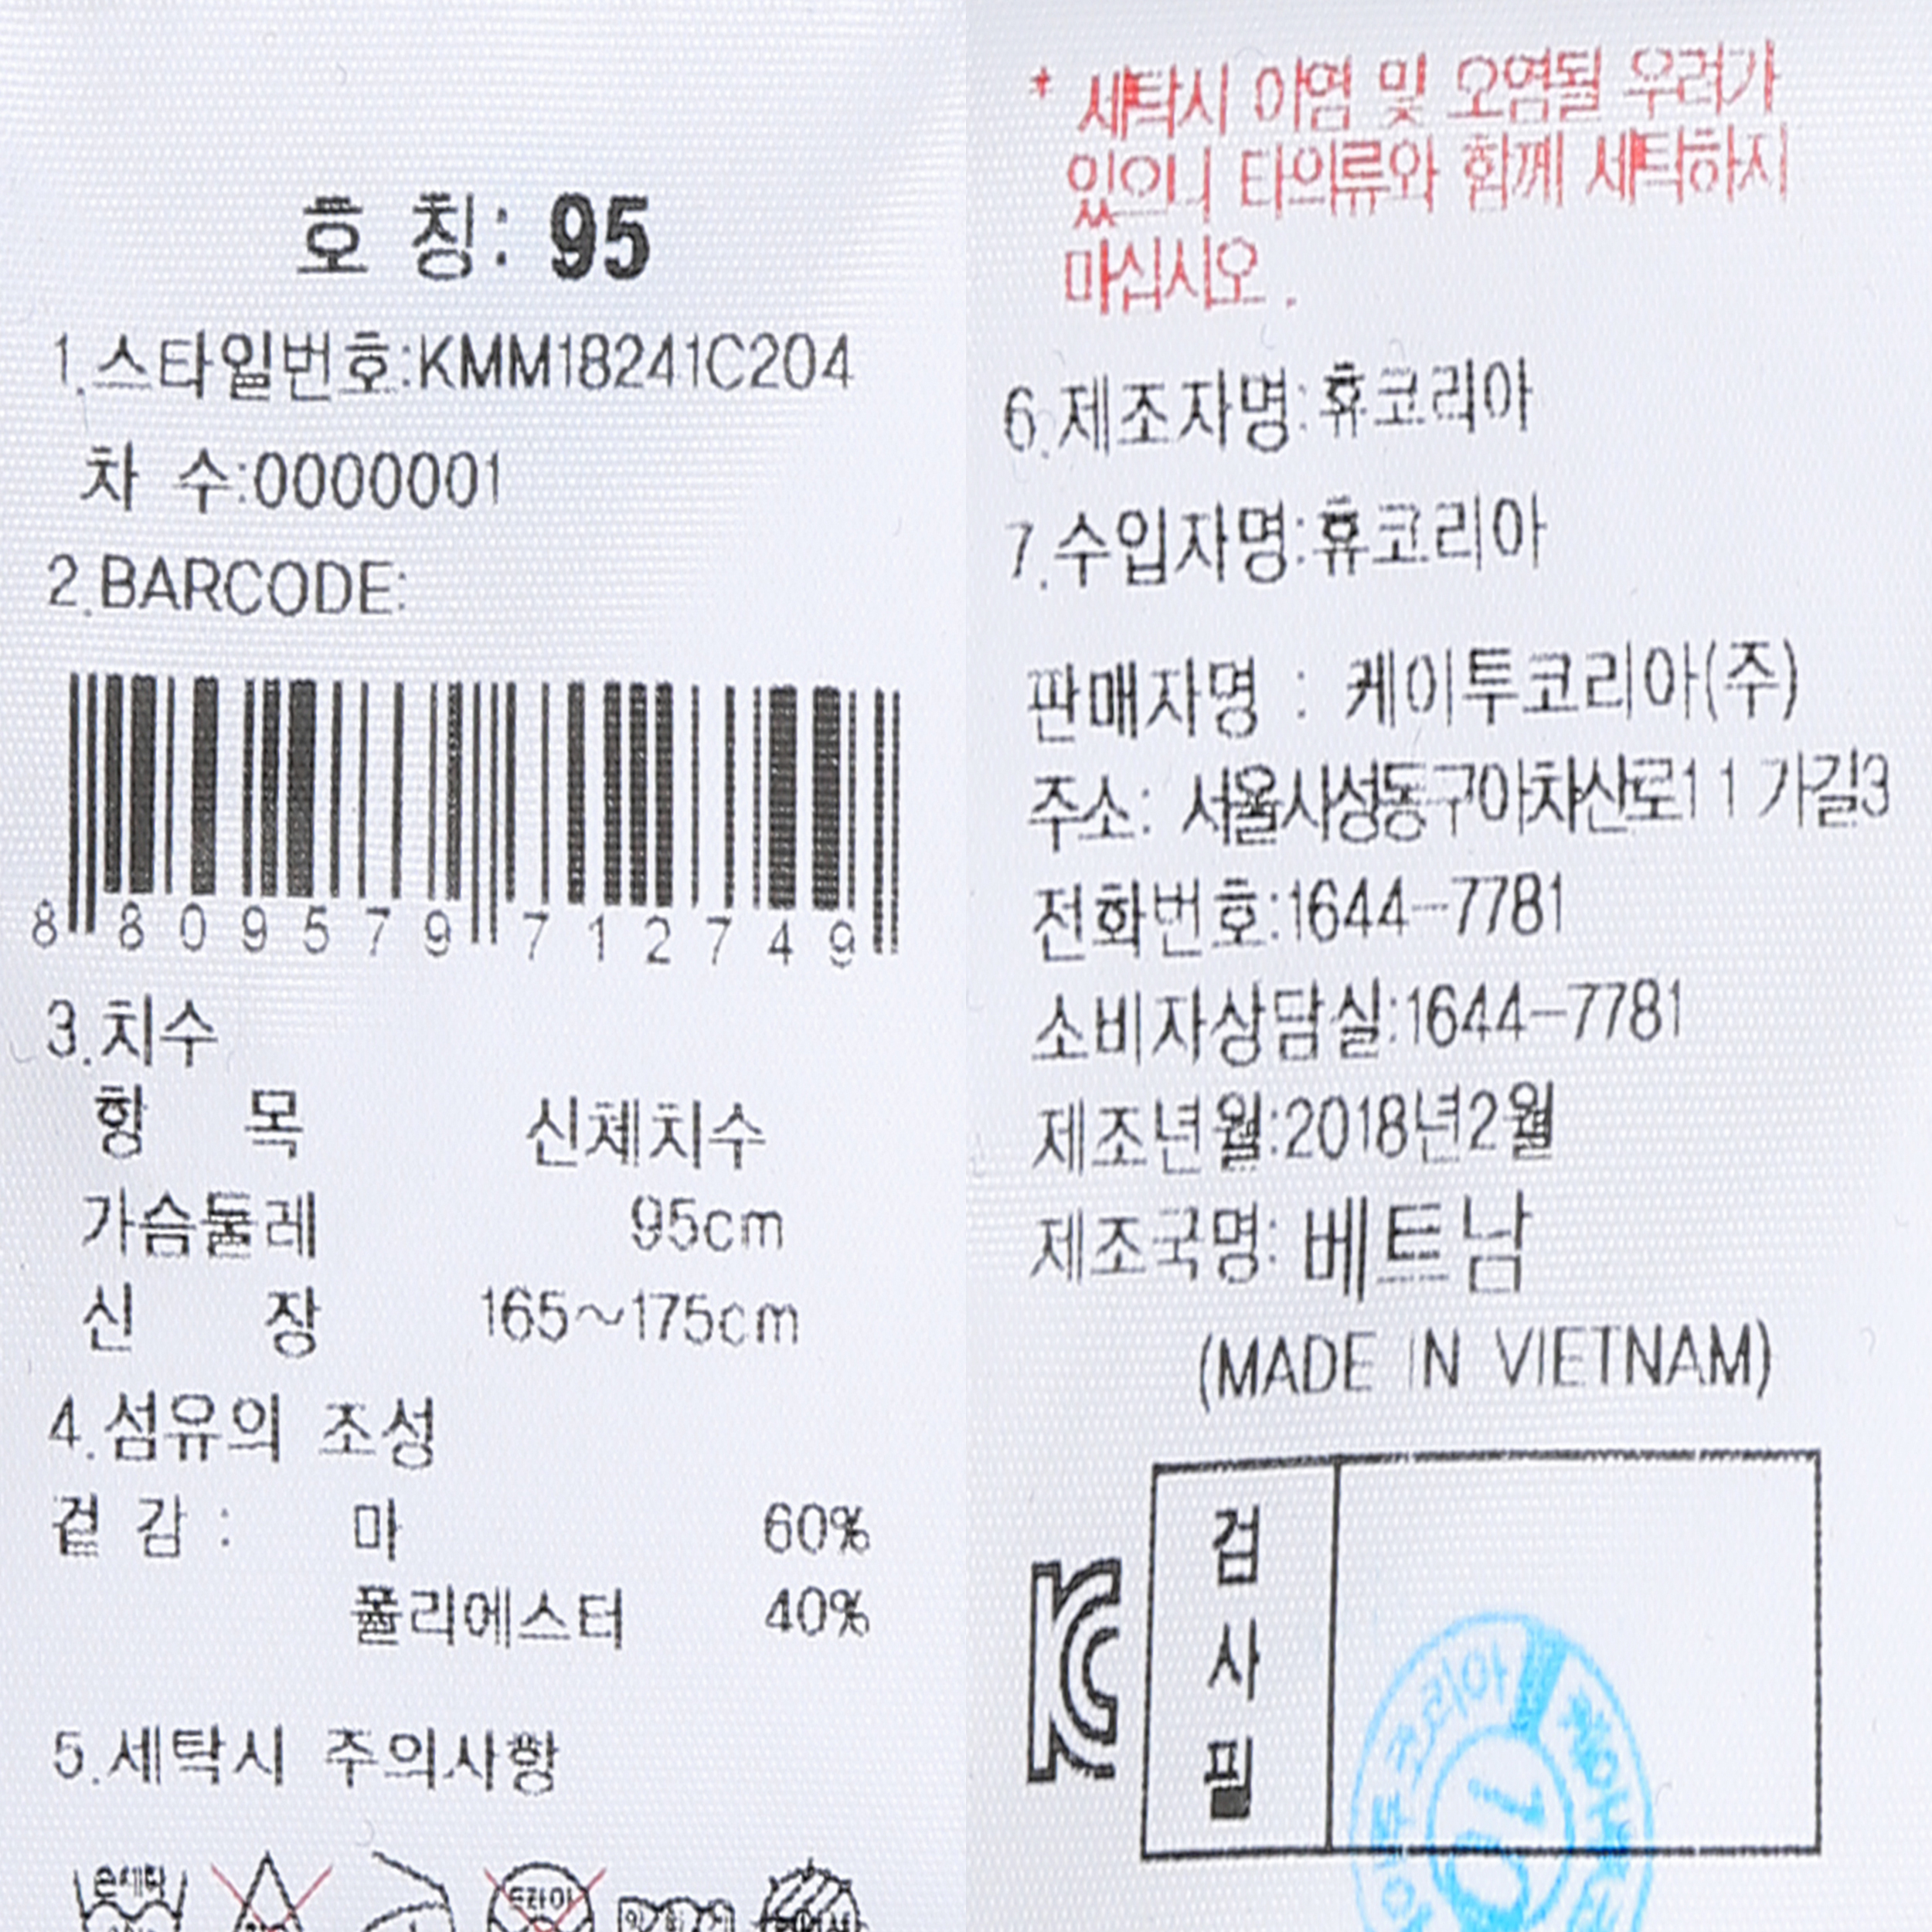 호 칭: 95
1.스타일번호:KMM18241C204
차 수:0000001
2.BARCODE:
8 809579 712749
3.치수
항 목 신체치수
가슴둘레 95cm
신 장 165~175cm
4.섬유의 조성
겉 감 : 마 60%
폴리에스터 40%
5.세탁시 주의사항
손세탁
드라이
* 세탁시 이염 및 오염될 우려가
있으니 타의류와 함께 세탁하지
마십시오.
6.제조자명:휴코리아
7.수입자명:휴코리아
판매자명 : 케이투코리아(주)
주소: 서울시성동구아차산로11가길3
전화번호:1644-7781
소비자상담실:1644-7781
제조년월:2018년2월
제조국명: 베트남
(MADE IN VIETNAM)
KC
검
사
필